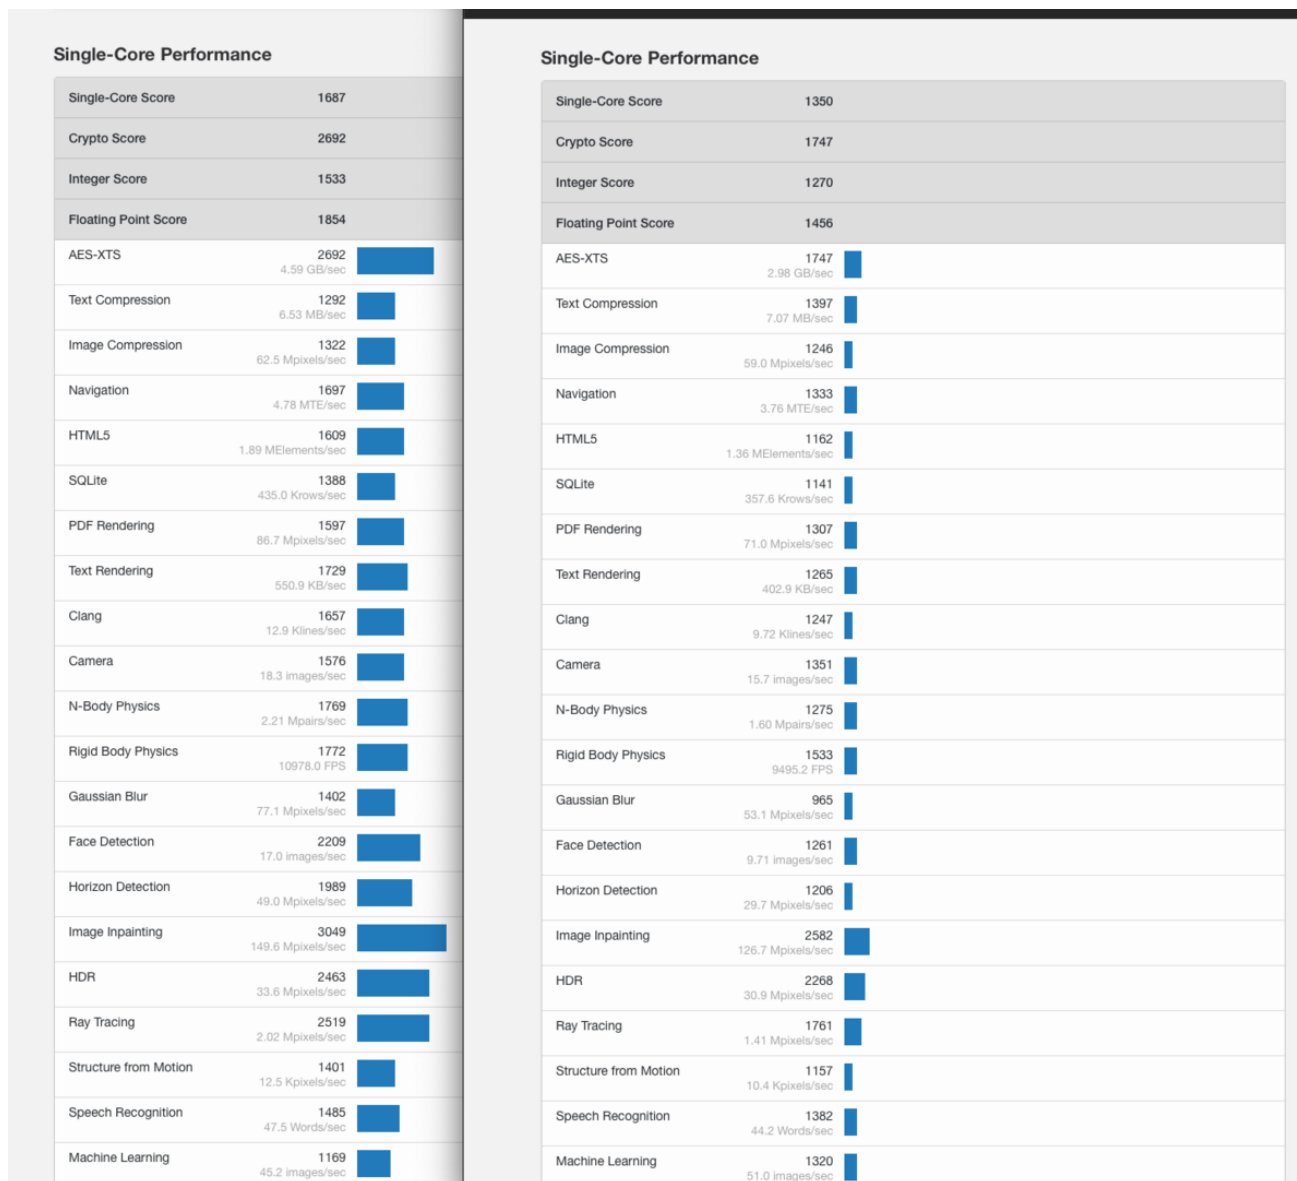 Single-Core Performance
Single-Core Score 1687
Crypto Score 2692
Integer Score 1533
Floating Point Score 1854
AES-XTS 2692
4.59 GB/sec
Text Compression 1292
6.53 MB/sec
Image Compression 1322
62.5 Mpixels/sec
Navigation 1697
4.78 MTE/sec
HTML5 1609
1.89 MElements/sec
SQLite 1388
435.0 Krows/sec
PDF Rendering 1597
86.7 Mpixels/sec
Text Rendering 1729
550.9 KB/sec
Clang 1657
12.9 Klines/sec
Camera 1576
18.3 images/sec
N-Body Physics 1769
2.21 Mpairs/sec
Rigid Body Physics 1772
10978.0 FPS
Gaussian Blur 1402
77.1 Mpixels/sec
Face Detection 2209
17.0 images/sec
Horizon Detection 1989
49.0 Mpixels/sec
Image Inpainting 3049
149.6 Mpixels/sec
HDR 2463
33.6 Mpixels/sec
Ray Tracing 2519
2.02 Mpixels/sec
Structure from Motion 1401
12.5 Kpixels/sec
Speech Recognition 1485
47.5 Words/sec
Machine Learning 1169
45.2 images/sec
Single-Core Performance
Single-Core Score 1350
Crypto Score 1747
Integer Score 1270
Floating Point Score 1456
AES-XTS 1747
2.98 GB/sec
Text Compression 1397
7.07 MB/sec
Image Compression 1246
59.0 Mpixels/sec
Navigation 1333
3.76 MTE/sec
HTML5 1162
1.36 MElements/sec
SQLite 1141
357.6 Krows/sec
PDF Rendering 1307
71.0 Mpixels/sec
Text Rendering 1265
402.9 KB/sec
Clang 1247
9.72 Klines/sec
Camera 1351
15.7 images/sec
N-Body Physics 1275
1.60 Mpairs/sec
Rigid Body Physics 1533
9495.2 FPS
Gaussian Blur 965
53.1 Mpixels/sec
Face Detection 1261
9.71 images/sec
Horizon Detection 1206
29.7 Mpixels/sec
Image Inpainting 2582
126.7 Mpixels/sec
HDR 2268
30.9 Mpixels/sec
Ray Tracing 1761
1.41 Mpixels/sec
Structure from Motion 1157
10.4 Kpixels/sec
Speech Recognition 1382
44.2 Words/sec
Machine Learning 1320
51.0 images/sec